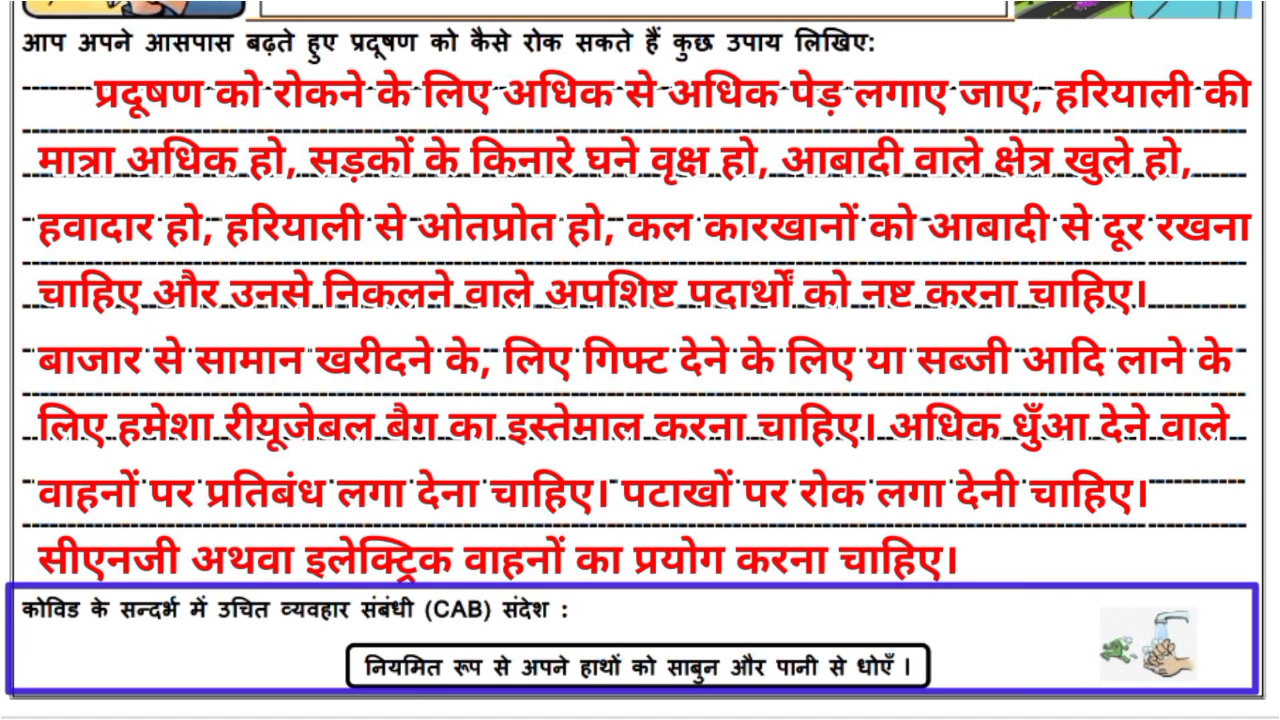 आप अपने आसपास बढ़ते हुए प्रदूषण को कैसे रोक सकते हैं कुछ उपाय लिखिए:
प्रदूषण को रोकने के लिए अधिक से अधिक पेड़ लगाए जाए, हरियाली की
मात्रा अधिक हो, सड़कों के किनारे घने वृक्ष हो, आबादी वाले क्षेत्र खुले हो,
हवादार हो, हरियाली से ओतप्रोत हो, कल कारखानों को आबादी से दूर रखना
चाहिए और उनसे निकलने वाले अपशिष्ट पदार्थों को नष्ट करना चाहिए।
बाजार से सामान खरीदने के, लिए गिफ्ट देने के लिए या सब्जी आदि लाने के
लिए हमेशा रीयूजेबल बैग का इस्तेमाल करना चाहिए। अधिक धुँआ देने वाले
वाहनों पर प्रतिबंध लगा देना चाहिए। पटाखों पर रोक लगा देनी चाहिए।
सीएनजी अथवा इलेक्ट्रिक वाहनों का प्रयोग करना चाहिए।
कोविड के सन्दर्भ में उचित व्यवहार संबंधी (CAB) संदेश :
नियमित रूप से अपने हाथों को साबुन और पानी से धोएँ ।